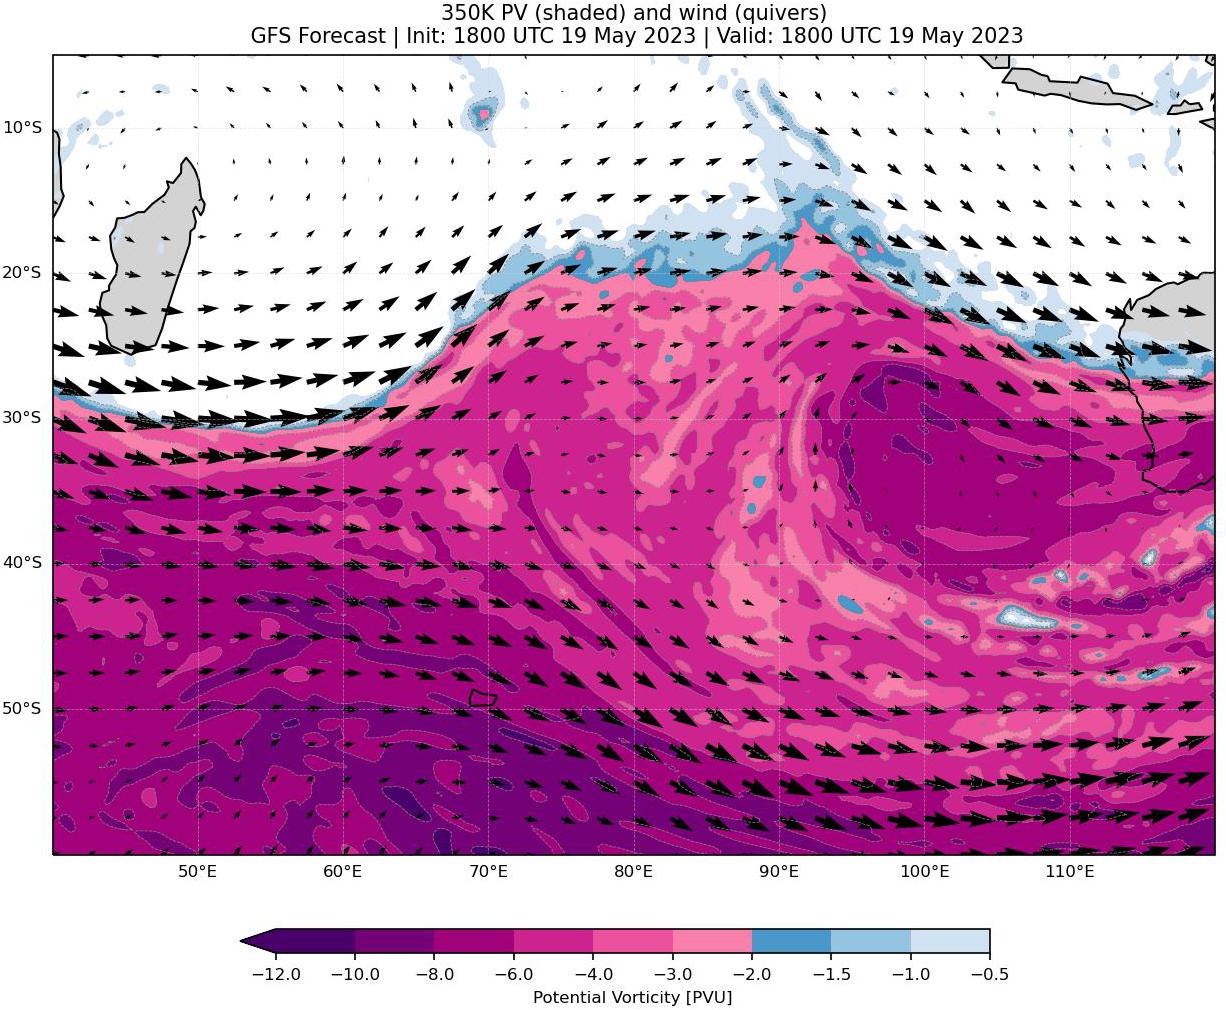 350K PV (shaded) and wind (quivers)
GFS Forecast | Init: 1800 UTC 19 May 2023 | Valid: 1800 UTC 19 May 2023
10°S
20°S
30°S
40°S
50°S
50°E 60°E 70°E 80°E 90°E 100°E 110°E
−12.0 −10.0 −8.0 −6.0 −4.0 −3.0 −2.0 −1.5 −1.0 −0.5
Potential Vorticity [PVU]